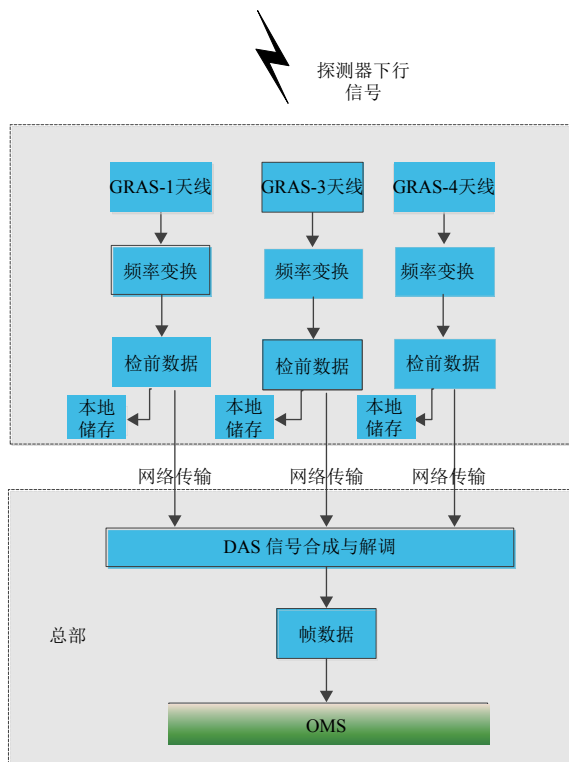 探测器下行
信号
GRAS-1天线
GRAS-3天线
GRAS-4天线
频率变换
频率变换
频率变换
检前数据
检前数据
检前数据
本地
储存
本地
储存
本地
储存
网络传输
网络传输
网络传输
DAS 信号合成与解调
总部
帧数据
OMS